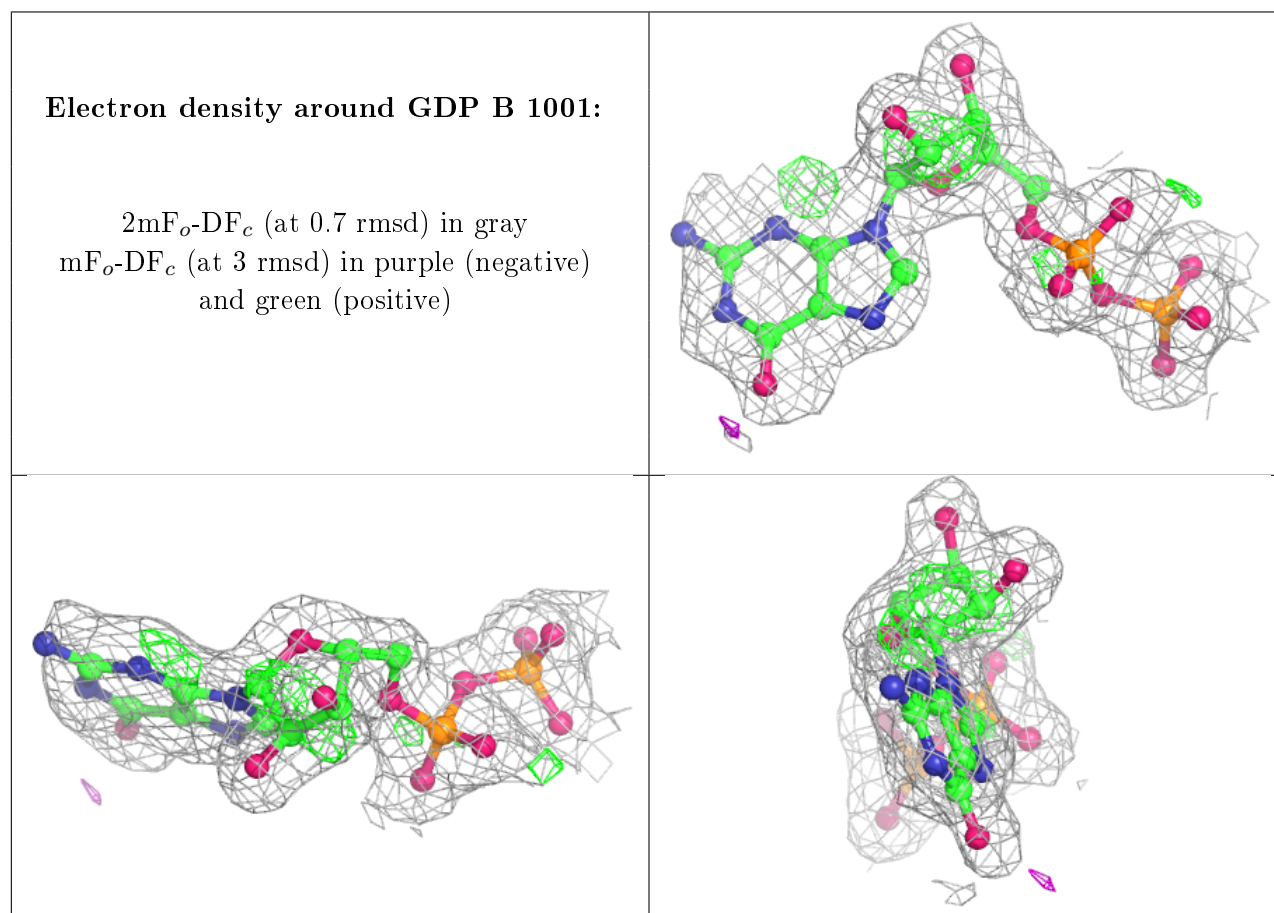 Electron density around GDP B 1001:
2mFₒ-DF𝒸 (at 0.7 rmsd) in gray
mFₒ-DF𝒸 (at 3 rmsd) in purple (negative)
and green (positive)